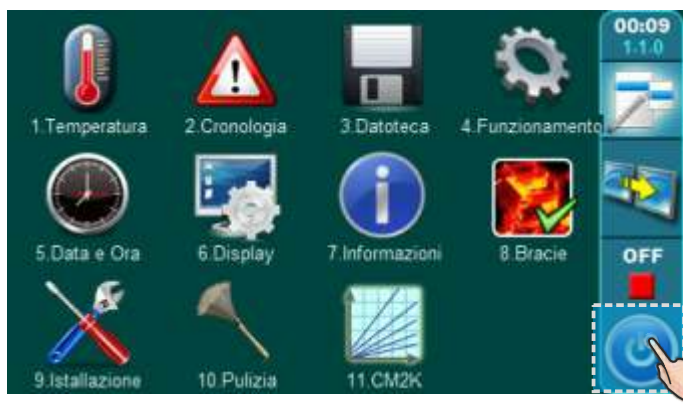 00:09
1.1.0
1.Temperatura
2.Cronologia
3.Datoteca
4.Funzionamento
5.Data e Ora
6.Display
7.Informazioni
8.Bracie
OFF
9.Istallazione
10.Pulizia
11.CM2K